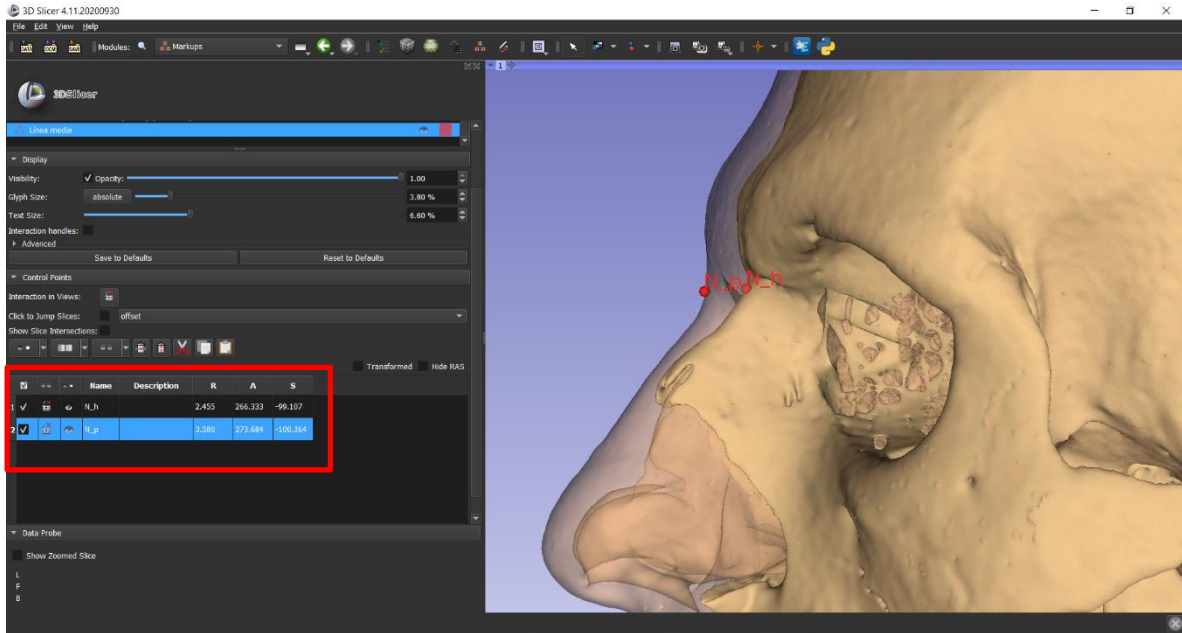 3D Slicer 4.11.20200930
File Edit View Help
DATA DCM SAVE Modules: Markups
1
3DSlicer
Linea media
Display
Visibility: Opacity: 1.00
Glyph Size: absolute 3.80 %
Text Size: 6.60 %
Interaction handles:
Advanced
Save to Defaults Reset to Defaults
Control Points
Interaction in Views:
Click to Jump Slices: offset
Show Slice Intersections:
Transformed Hide RAS
Name Description R A S
1 N_h 2.455 266.333 -99.107
2 N_p 3.580 273.684 -100.364
Data Probe
Show Zoomed Slice
L
F
B
N_p N_h